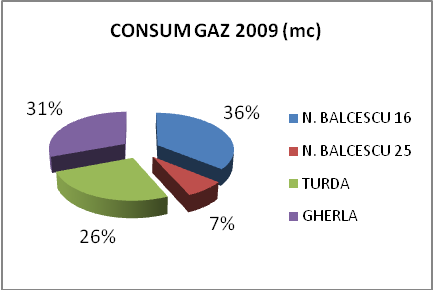 CONSUM GAZ 2009 (mc)
31%
36%
26%
7%
N. BALCESCU 16
N. BALCESCU 25
TURDA
GHERLA